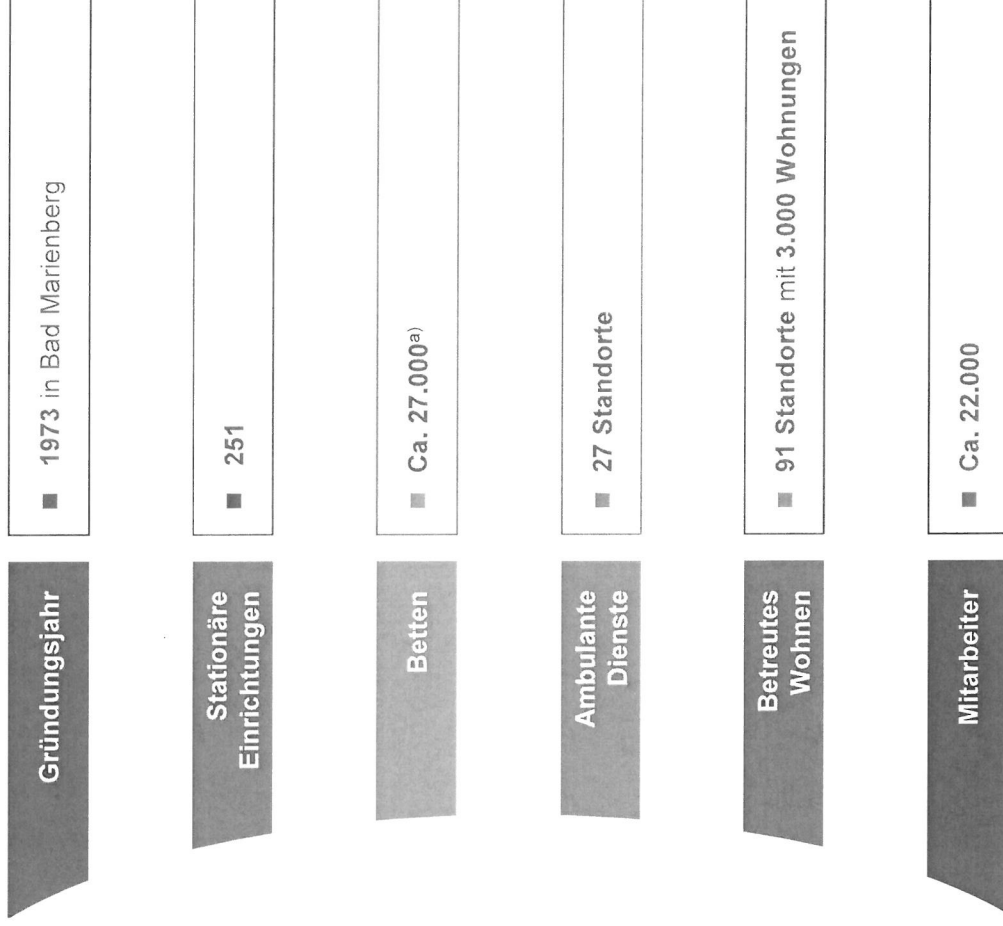 Gründungsjahr
■ 1973 in Bad Marienberg
Stationäre
Einrichtungen
■ 251
Betten
■ Ca. 27.000a)
Ambulante
Dienste
■ 27 Standorte
Betreutes
Wohnen
■ 91 Standorte mit 3.000 Wohnungen
Mitarbeiter
■ Ca. 22.000